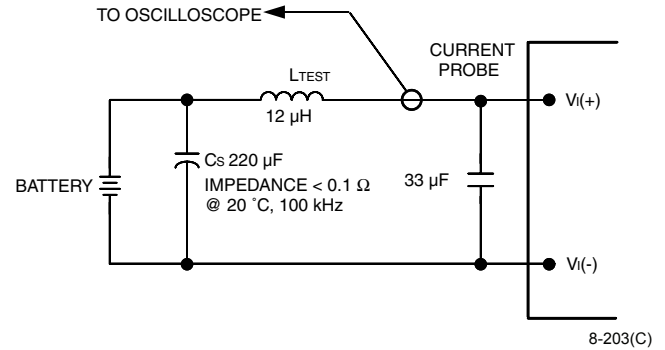 TO OSCILLOSCOPE
CURRENT
PROBE
LTEST
12 μH
VI(+)
CS 220 μF
IMPEDANCE < 0.1 Ω
@ 20 ˚C, 100 kHz
33 μF
BATTERY
VI(-)
8-203(C)